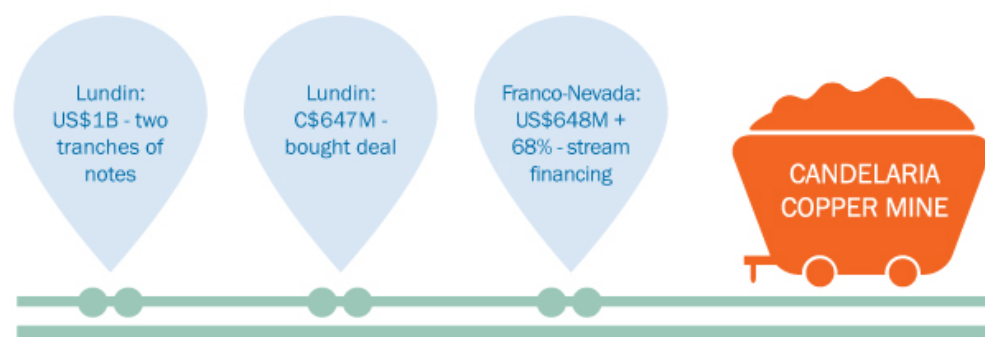 Lundin:
US$1B - two
tranches of
notes
Lundin:
C$647M -
bought deal
Franco-Nevada:
US$648M +
68% - stream
financing
CANDELARIA
COPPER MINE